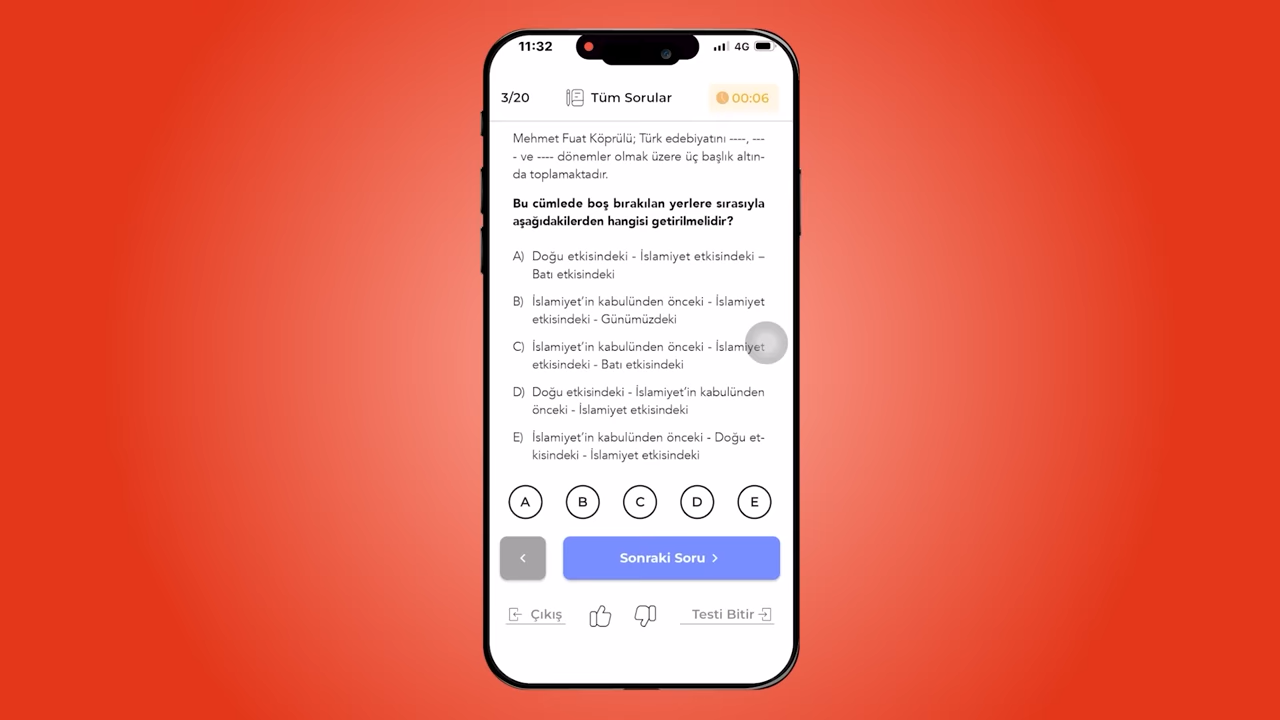 11:32
4G
3/20
Tüm Sorular
00:06
Mehmet Fuat Köprülü; Türk edebiyatını ----, ---
- ve ---- dönemler olmak üzere üç başlık altın-
da toplamaktadır.
Bu cümlede boş bırakılan yerlere sırasıyla
aşağıdakilerden hangisi getirilmelidir?
A) Doğu etkisindeki - İslamiyet etkisindeki –
Batı etkisindeki
B) İslamiyet’in kabulünden önceki - İslamiyet
etkisindeki - Günümüzdeki
C) İslamiyet’in kabulünden önceki - İslamiyet
etkisindeki - Batı etkisindeki
D) Doğu etkisindeki - İslamiyet’in kabulünden
önceki - İslamiyet etkisindeki
E) İslamiyet’in kabulünden önceki - Doğu et-
kisindeki - İslamiyet etkisindeki
A B C D E
Sonraki Soru
Çıkış
Testi Bitir